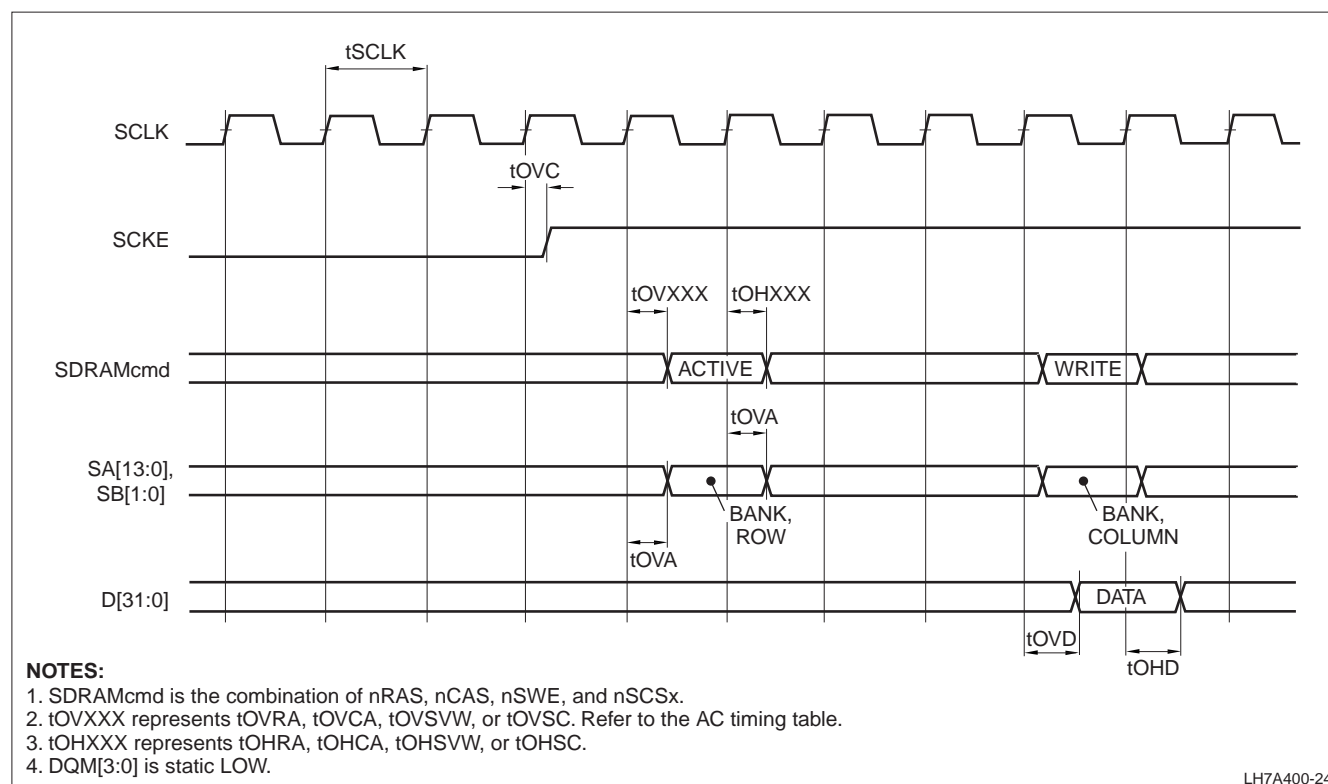 tSCLK
SCLK
tOVC
SCKE
tOVXXX
tOHXXX
SDRAMcmd
ACTIVE
WRITE
tOVA
SA[13:0],
SB[1:0]
BANK,
ROW
BANK,
COLUMN
tOVA
D[31:0]
DATA
tOVD
tOHD
NOTES:
1. SDRAMcmd is the combination of nRAS, nCAS, nSWE, and nSCSx.
2. tOVXXX represents tOVRA, tOVCA, tOVSVW, or tOVSC. Refer to the AC timing table.
3. tOHXXX represents tOHRA, tOHCA, tOHSVW, or tOHSC.
4. DQM[3:0] is static LOW.
LH7A400-24